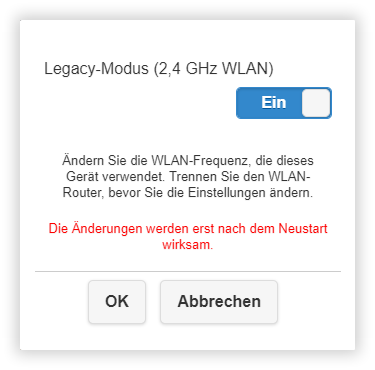 Legacy-Modus (2,4 GHz WLAN)
Ein
Ändern Sie die WLAN-Frequenz, die dieses
Gerät verwendet. Trennen Sie den WLAN-
Router, bevor Sie die Einstellungen ändern.
Die Änderungen werden erst nach dem Neustart
wirksam.
OK
Abbrechen